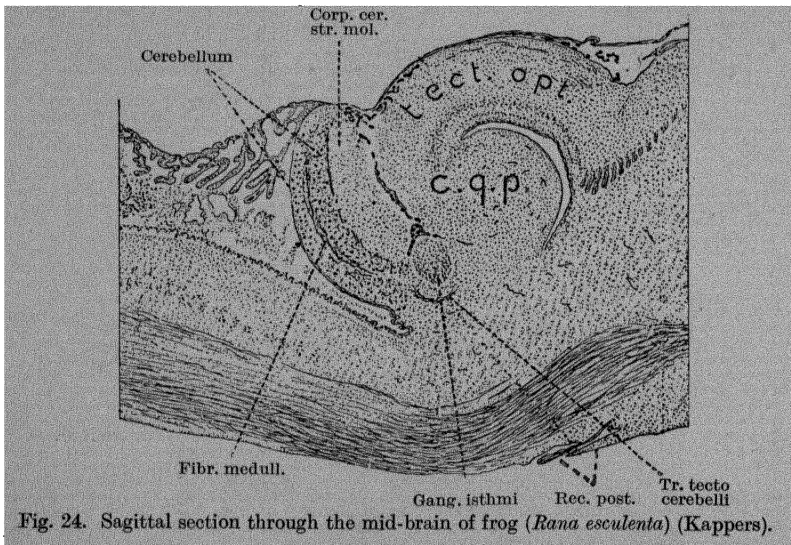 Corp. cer.
str. mol.
Cerebellum
tect. opt.
c.q.p.
Fibr. medull.
Gang. isthmi
Rec. post.
Tr. tecto
cerebelli
Fig. 24. Sagittal section through the mid-brain of frog (Rana esculenta) (Kappers).